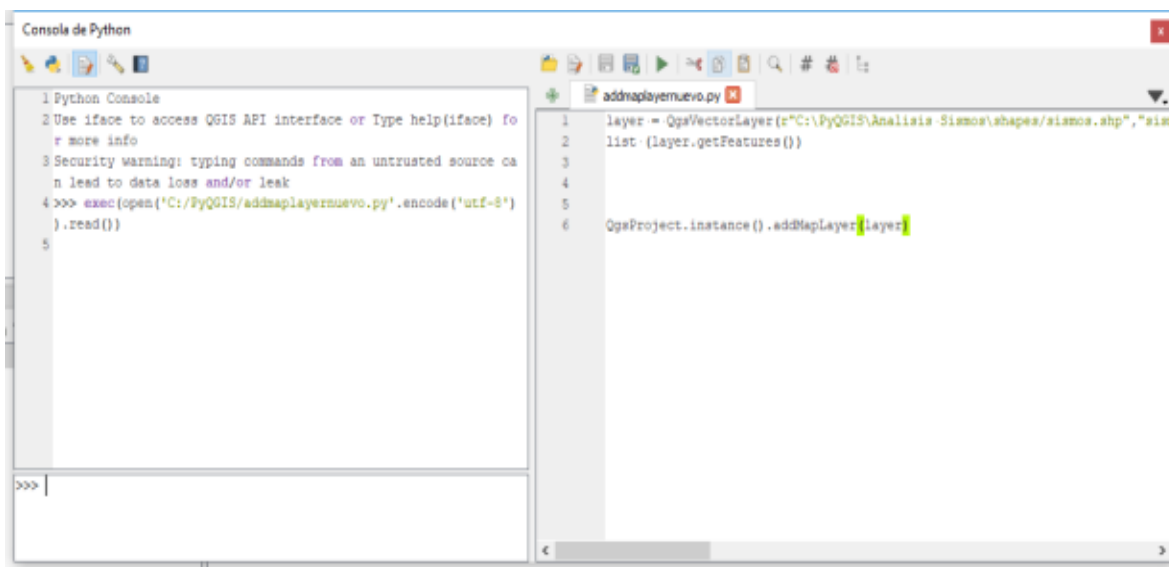 Consola de Python
1 Python Console
2 Use iface to access QGIS API interface or Type help(iface) fo
r more info
3 Security warning: typing commands from an untrusted source ca
n lead to data loss and/or leak
4 >>> exec(open('C:/PyQGIS/addmaplayernuevo.py'.encode('utf-8')
).read())
5
>>>
addmaplayernuevo.py
1 layer = QgsVectorLayer(r"C:\PyQGIS\Analisis Sismos\shapes/sismos.shp","sis
2 list (layer.getFeatures())
3
4
5
6 QgsProject.instance().addMapLayer(layer)